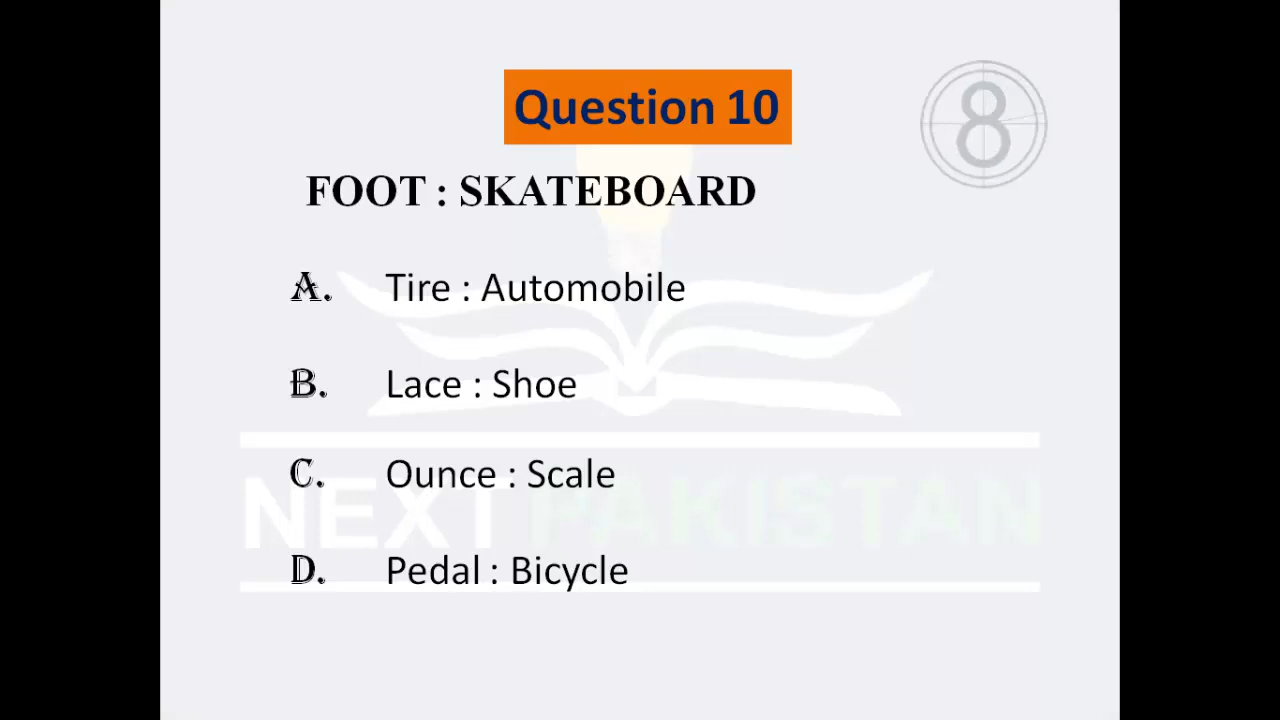 Question 10
8
FOOT : SKATEBOARD
A. Tire : Automobile
B. Lace : Shoe
C. Ounce : Scale
NEXT PAKISTAN
D. Pedal : Bicycle